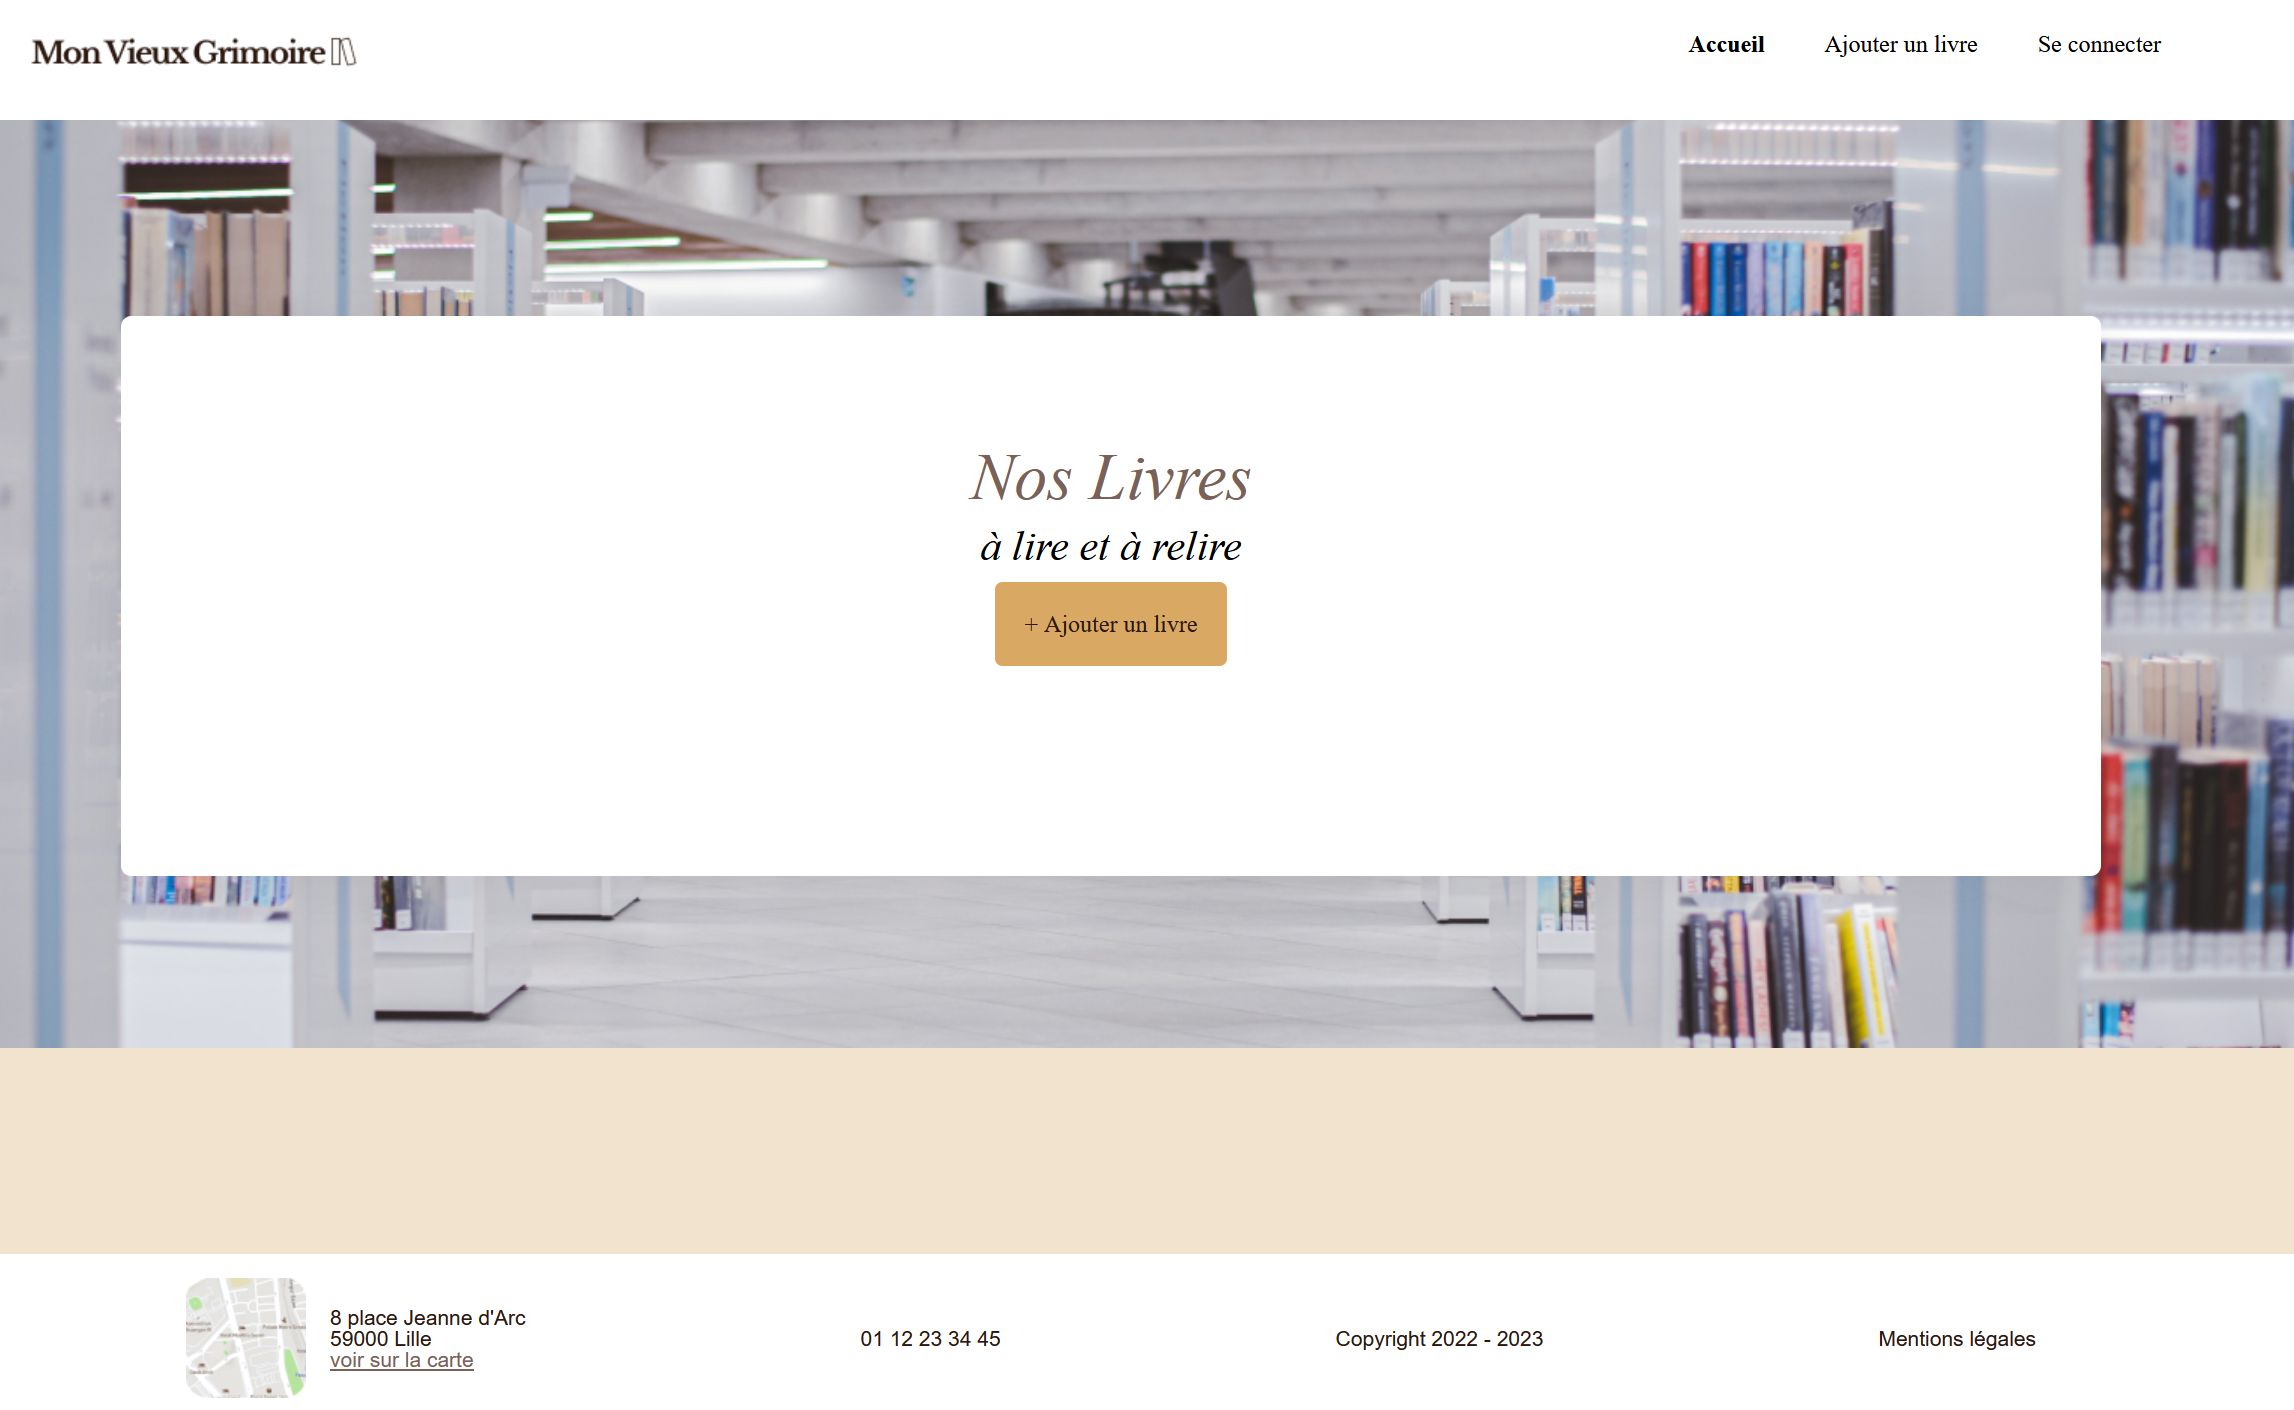 Mon Vieux Grimoire
Accueil
Ajouter un livre
Se connecter
Nos Livres
à lire et à relire
+ Ajouter un livre
8 place Jeanne d'Arc
59000 Lille
voir sur la carte
01 12 23 34 45
Copyright 2022 - 2023
Mentions légales